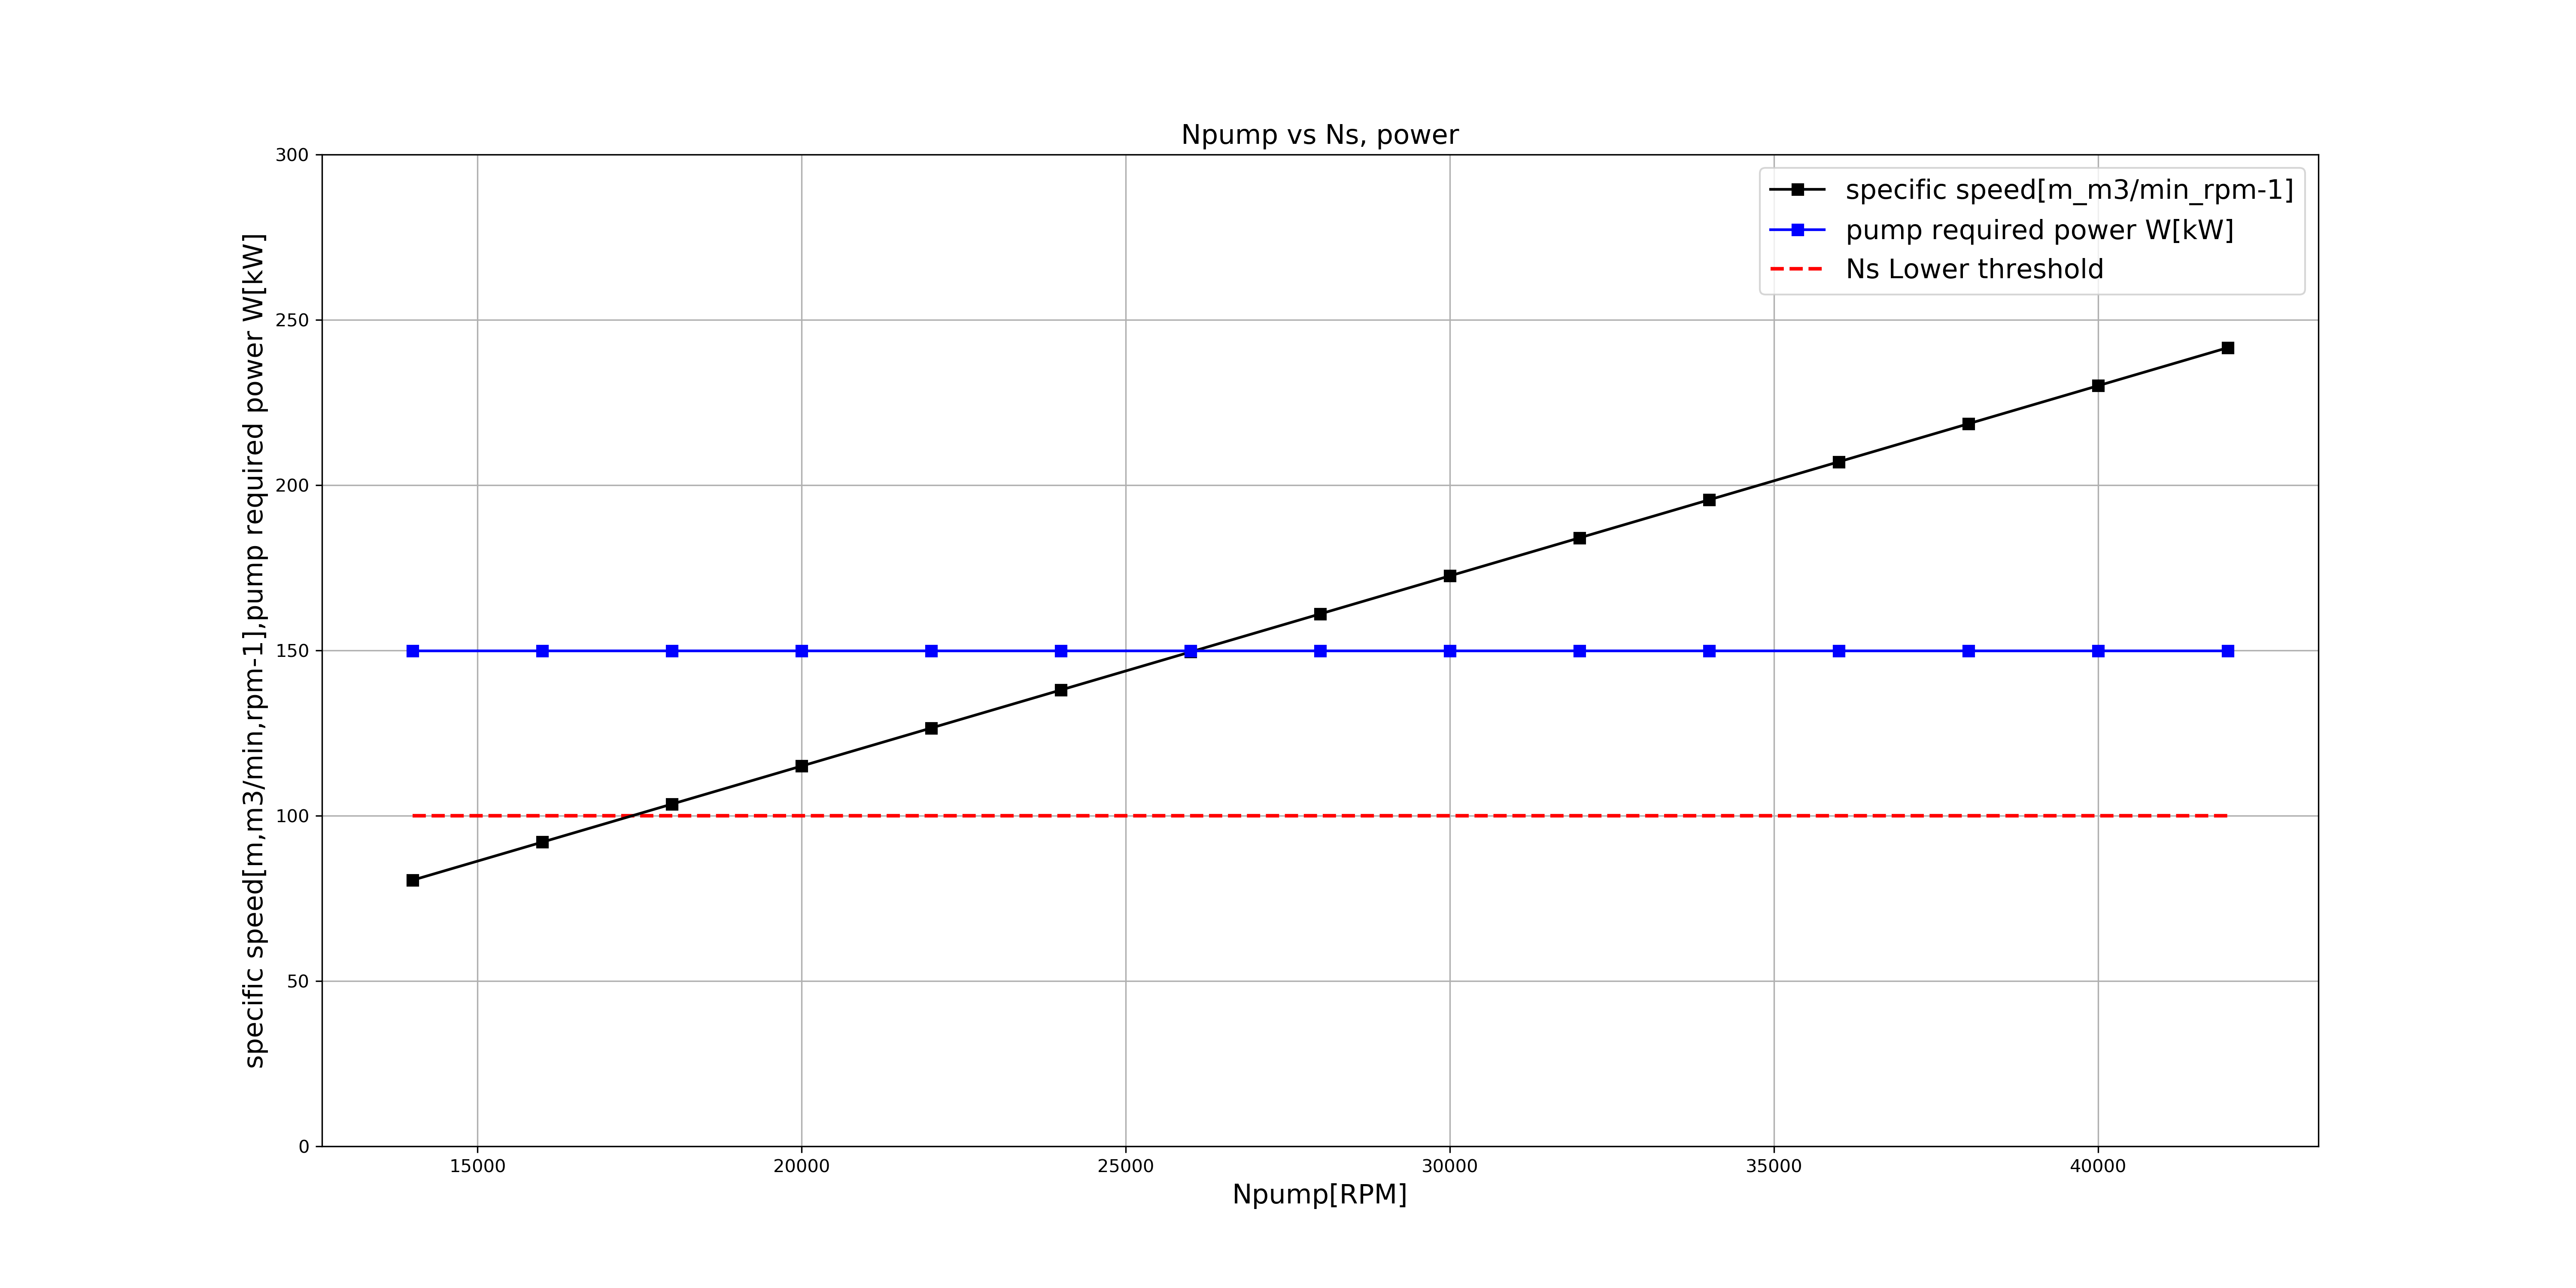 Npump vs Ns, power
300
250
200
150
100
50
0
specific speed[m,m3/min,rpm-1],pump required power W[kW]
specific speed[m_m3/min_rpm-1]
pump required power W[kW]
Ns Lower threshold
15000
20000
25000
30000
35000
40000
Npump[RPM]